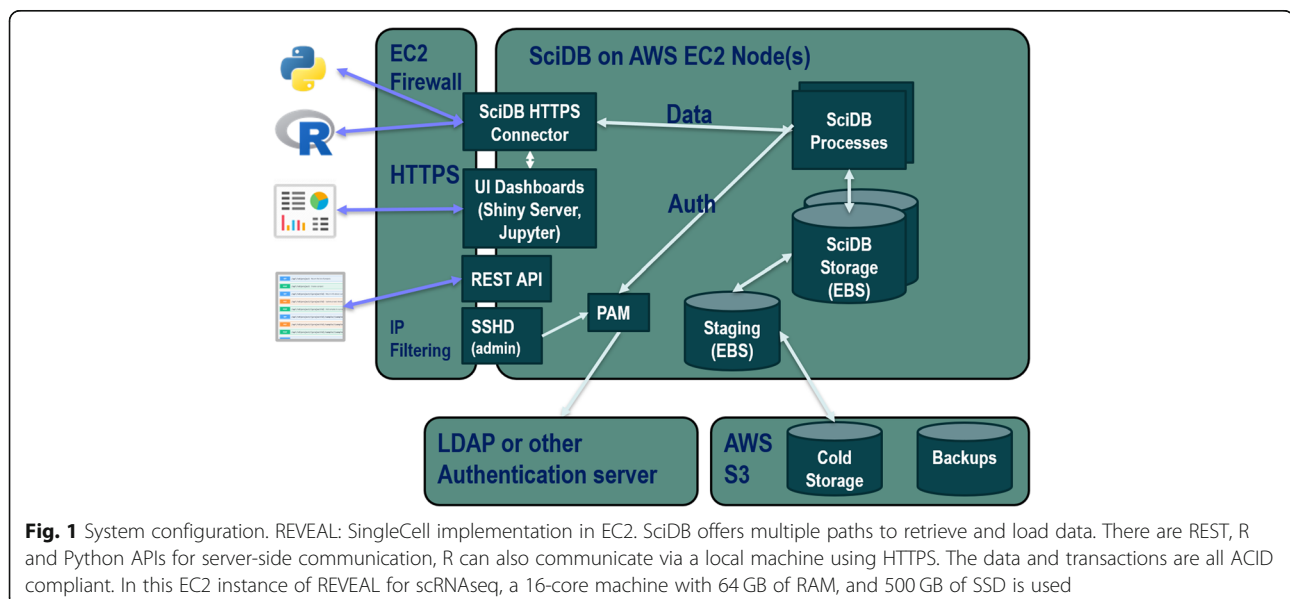 EC2
Firewall
SciDB on AWS EC2 Node(s)
SciDB HTTPS
Connector
Data
SciDB
Processes
R
HTTPS
UI Dashboards
(Shiny Server,
Jupyter)
Auth
SciDB
Storage
(EBS)
REST API
PAM
Staging
(EBS)
IP
Filtering
SSHD
(admin)
LDAP or other
Authentication server
AWS
S3
Cold
Storage
Backups
Fig. 1 System configuration. REVEAL: SingleCell implementation in EC2. SciDB offers multiple paths to retrieve and load data. There are REST, R
and Python APIs for server-side communication, R can also communicate via a local machine using HTTPS. The data and transactions are all ACID
compliant. In this EC2 instance of REVEAL for scRNAseq, a 16-core machine with 64 GB of RAM, and 500 GB of SSD is used